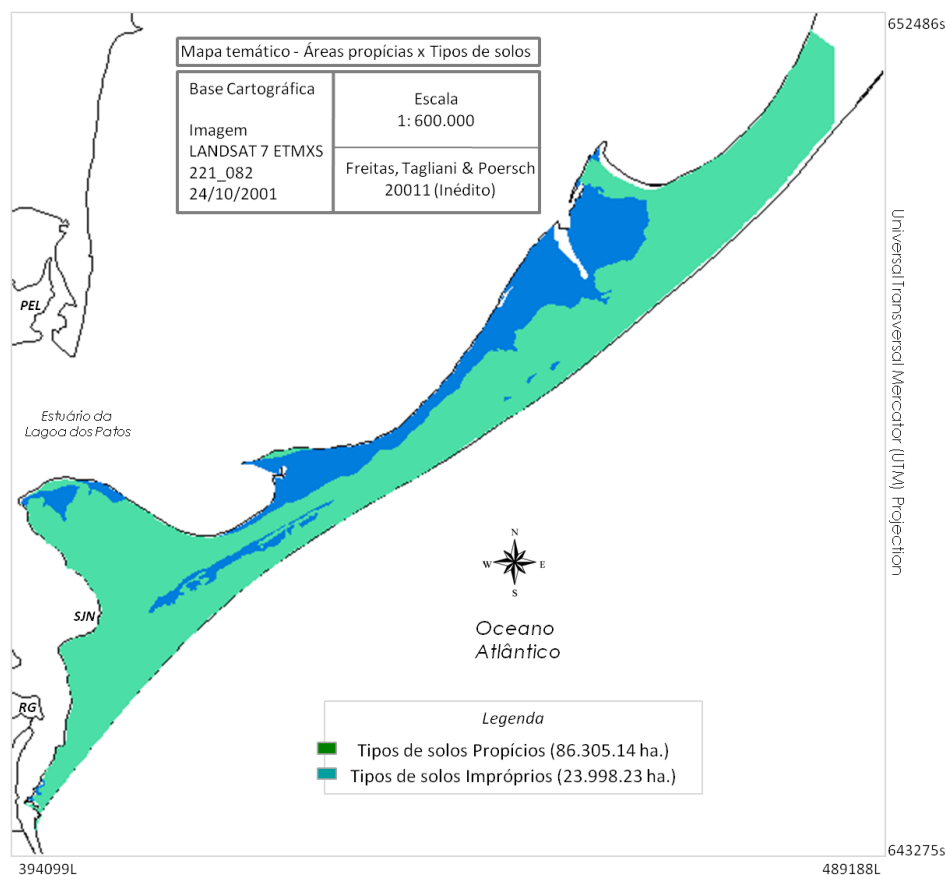 652486s
Mapa temático - Áreas propícias x Tipos de solos
Base Cartográfica
Imagem
LANDSAT 7 ETMXS
221_082
24/10/2001
Escala
1: 600.000
Freitas, Tagliani & Poersch
20011 (Inédito)
PEL
Universal Transversal Mercator (UTM) Projection
Estuário da
Lagoa dos Patos
N
W
E
S
SJN
Oceano
Atlântico
RG
Legenda
Tipos de solos Propícios (86.305.14 ha.)
Tipos de solos Impróprios (23.998.23 ha.)
643275s
394099L
489188L